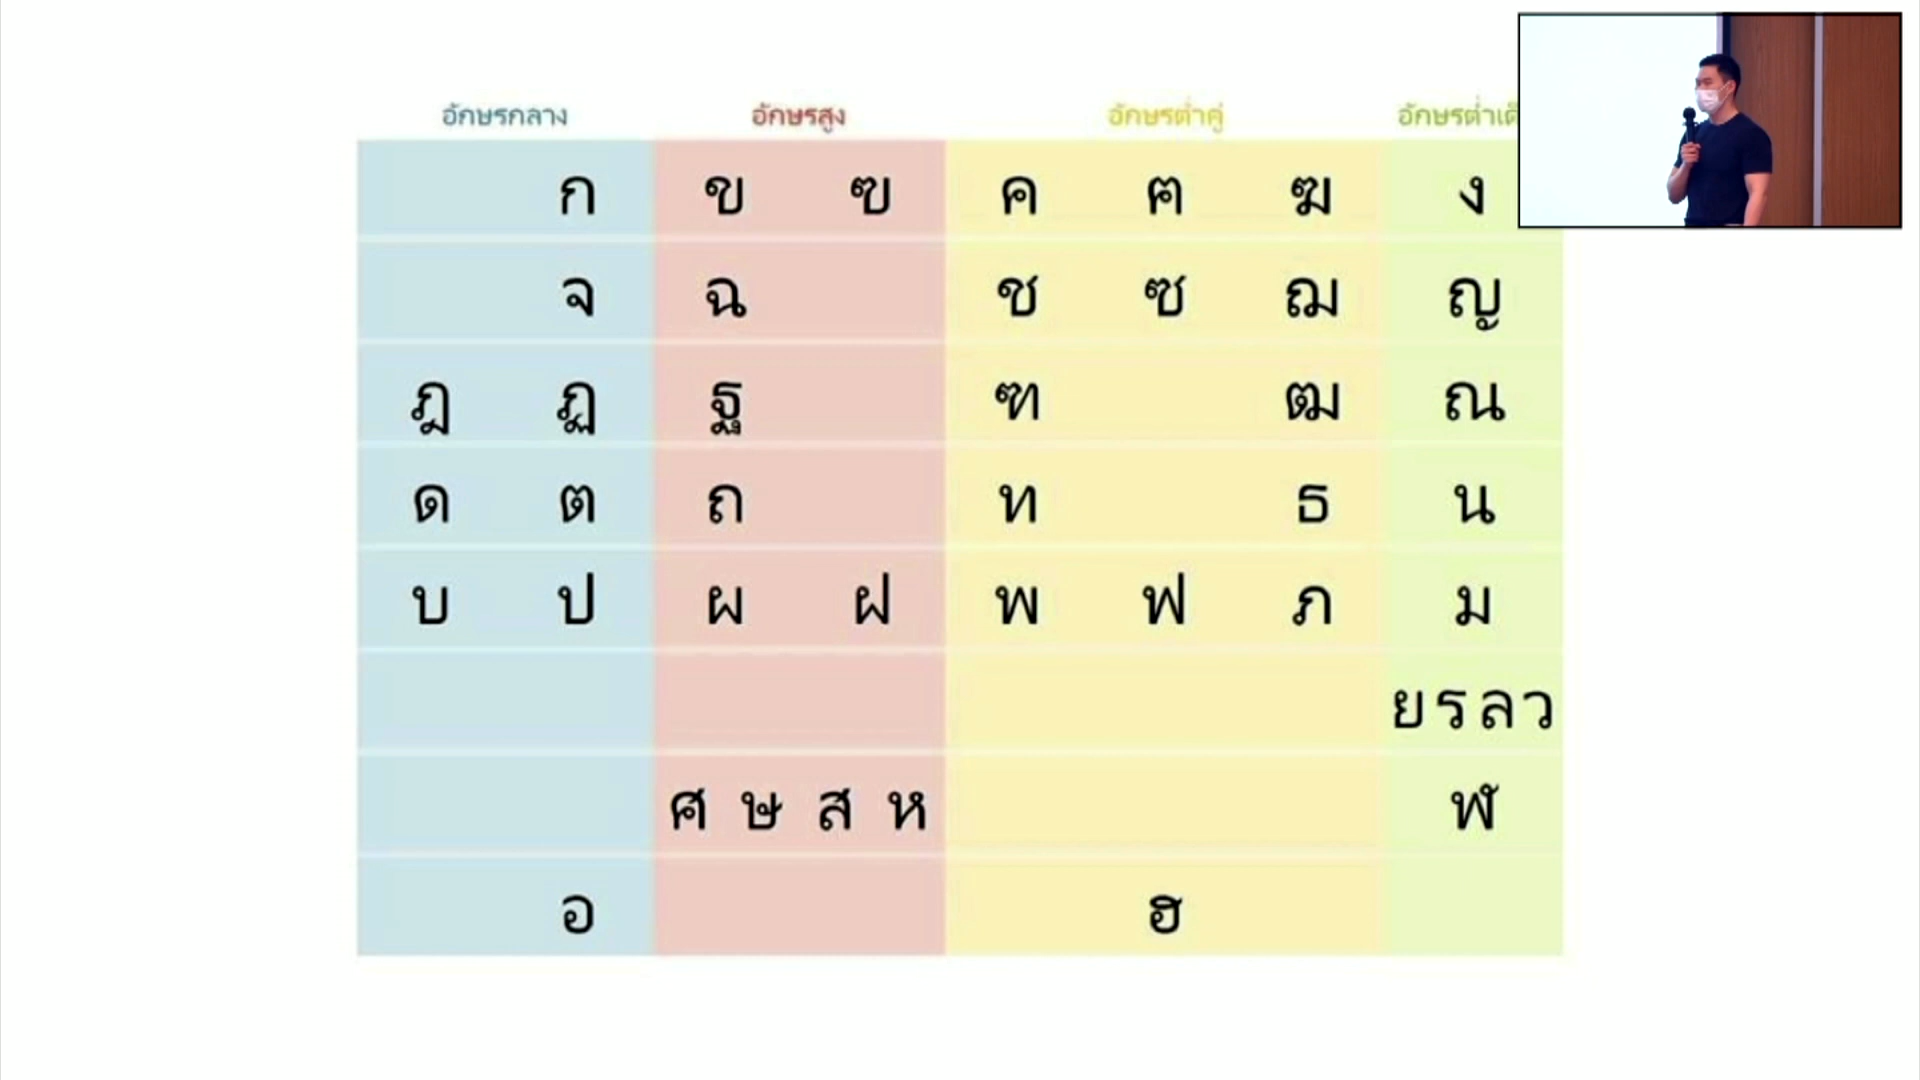 อักษรกลาง อักษรสูง อักษรต่ำคู่
ก ข ฃ ค ฅ ฆ ง
จ ฉ ช ซ ฌ ญ
ฎ ฏ ฐ ฑ ฒ ณ
ด ต ถ ท ธ น
บ ป ผ ฝ พ ฟ ภ ม
ย ร ล ว
ศ ษ ส ห ฬ
อ ฮ